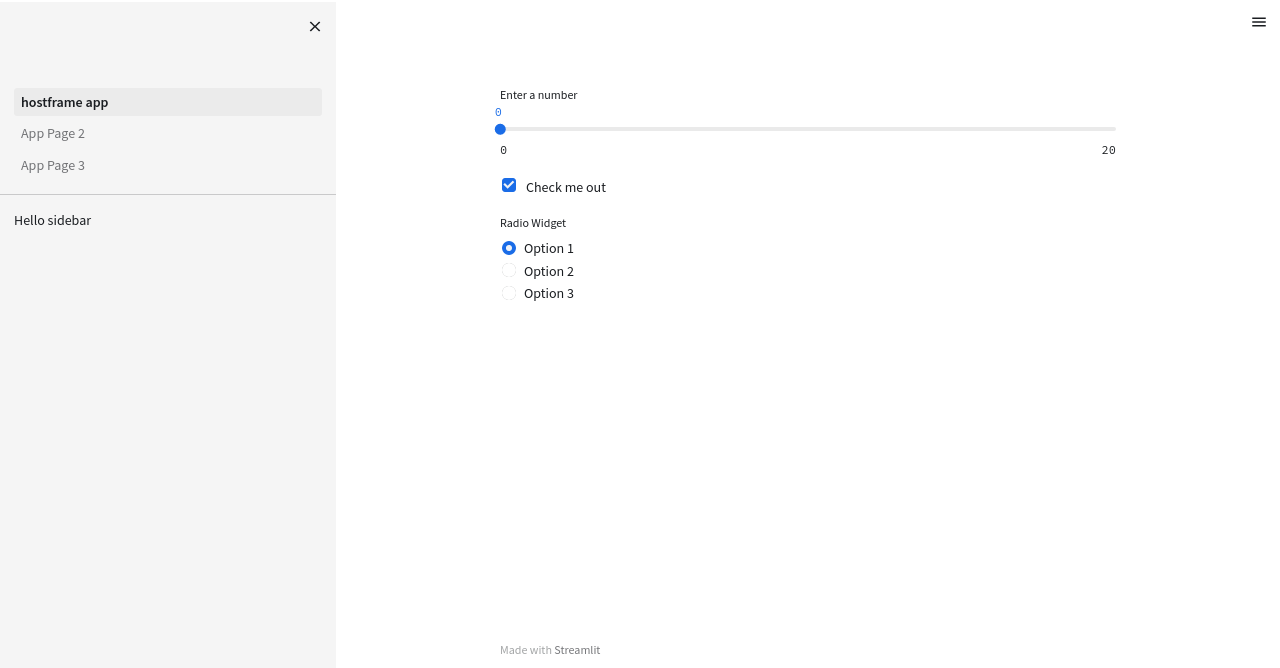 hostframe app
App Page 2
App Page 3
Hello sidebar
Enter a number
0
0 20
Check me out
Radio Widget
Option 1
Option 2
Option 3
Made with Streamlit